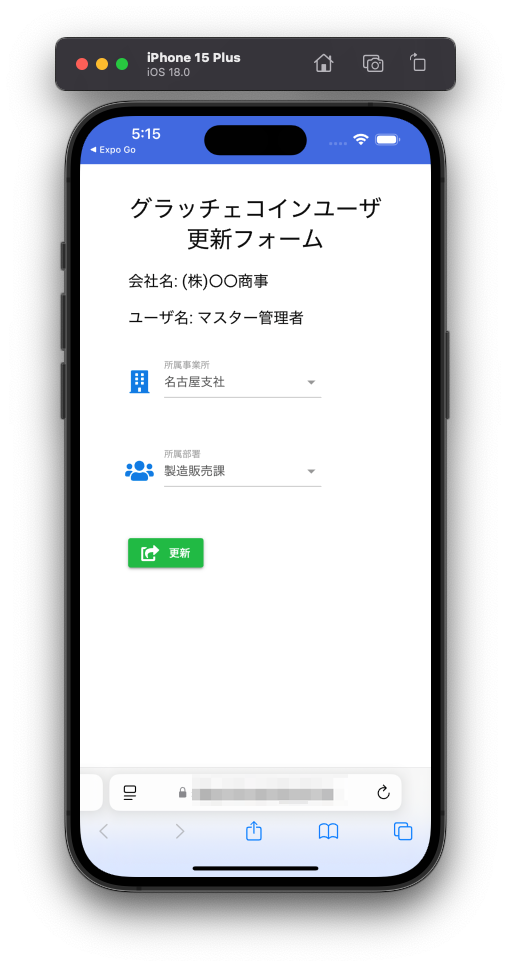 iPhone 15 Plus
iOS 18.0
5:15
◀ Expo Go
グラッチェコインユーザ
更新フォーム
会社名: (株)〇〇商事
ユーザ名: マスター管理者
所属事業所
名古屋支社
所属部署
製造販売課
更新